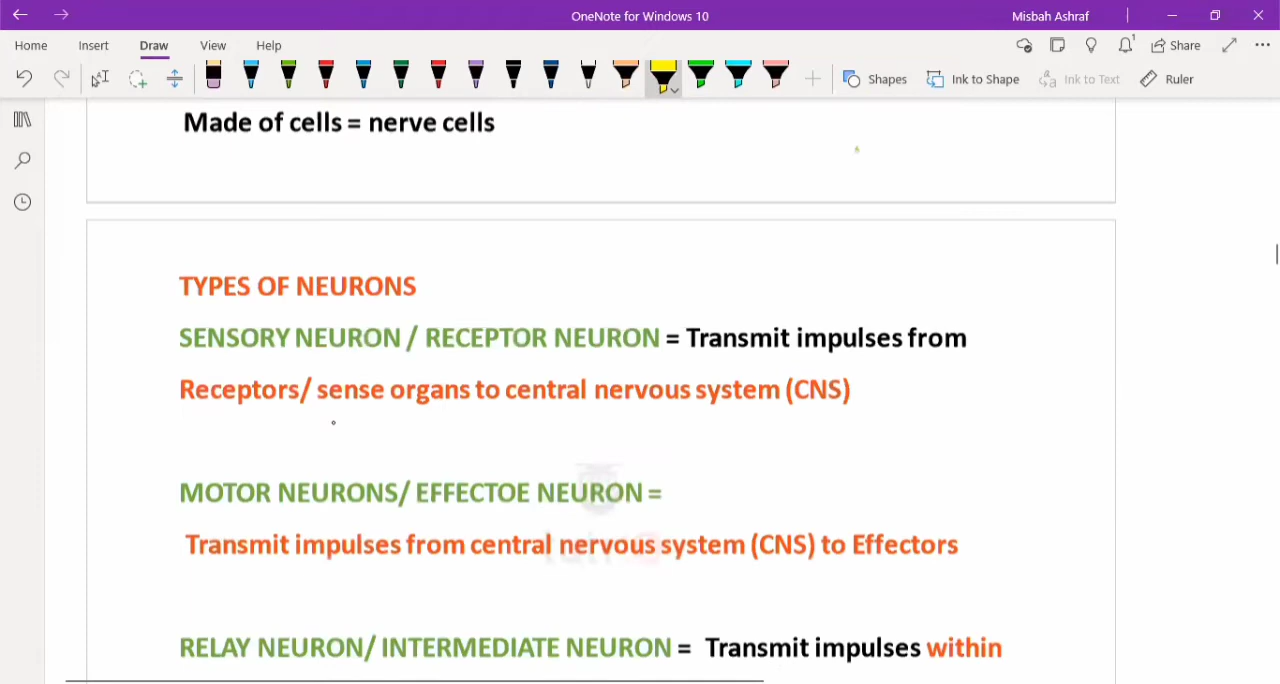 OneNote for Windows 10
Misbah Ashraf
Home Insert Draw View Help
1
Share
Shapes
Ink to Shape
Ink to Text
Ruler
Made of cells = nerve cells
TYPES OF NEURONS
SENSORY NEURON / RECEPTOR NEURON = Transmit impulses from
Receptors/ sense organs to central nervous system (CNS)
MOTOR NEURONS/ EFFECTOE NEURON =
Transmit impulses from central nervous system (CNS) to Effectors
RELAY NEURON/ INTERMEDIATE NEURON = Transmit impulses within